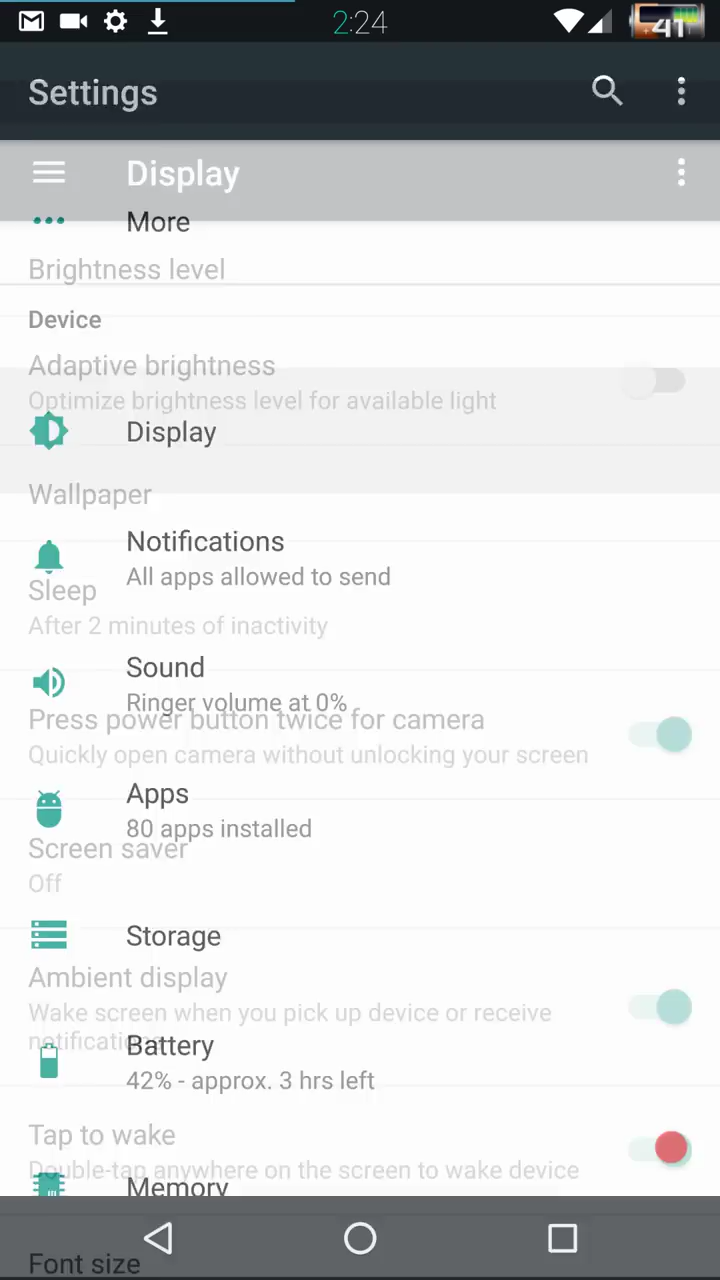 2:24
41
Settings
Display
More
Brightness level
Device
Adaptive brightness
Optimize brightness level for available light
Display
Wallpaper
Notifications
All apps allowed to send
Sleep
After 2 minutes of inactivity
Sound
Ringer volume at 0%
Press power button twice for camera
Quickly open camera without unlocking your screen
Apps
80 apps installed
Screen saver
Off
Storage
Ambient display
Wake screen when you pick up device or receive
notifications
Battery
42% - approx. 3 hrs left
Tap to wake
Double-tap anywhere on the screen to wake device
Memory
Font size